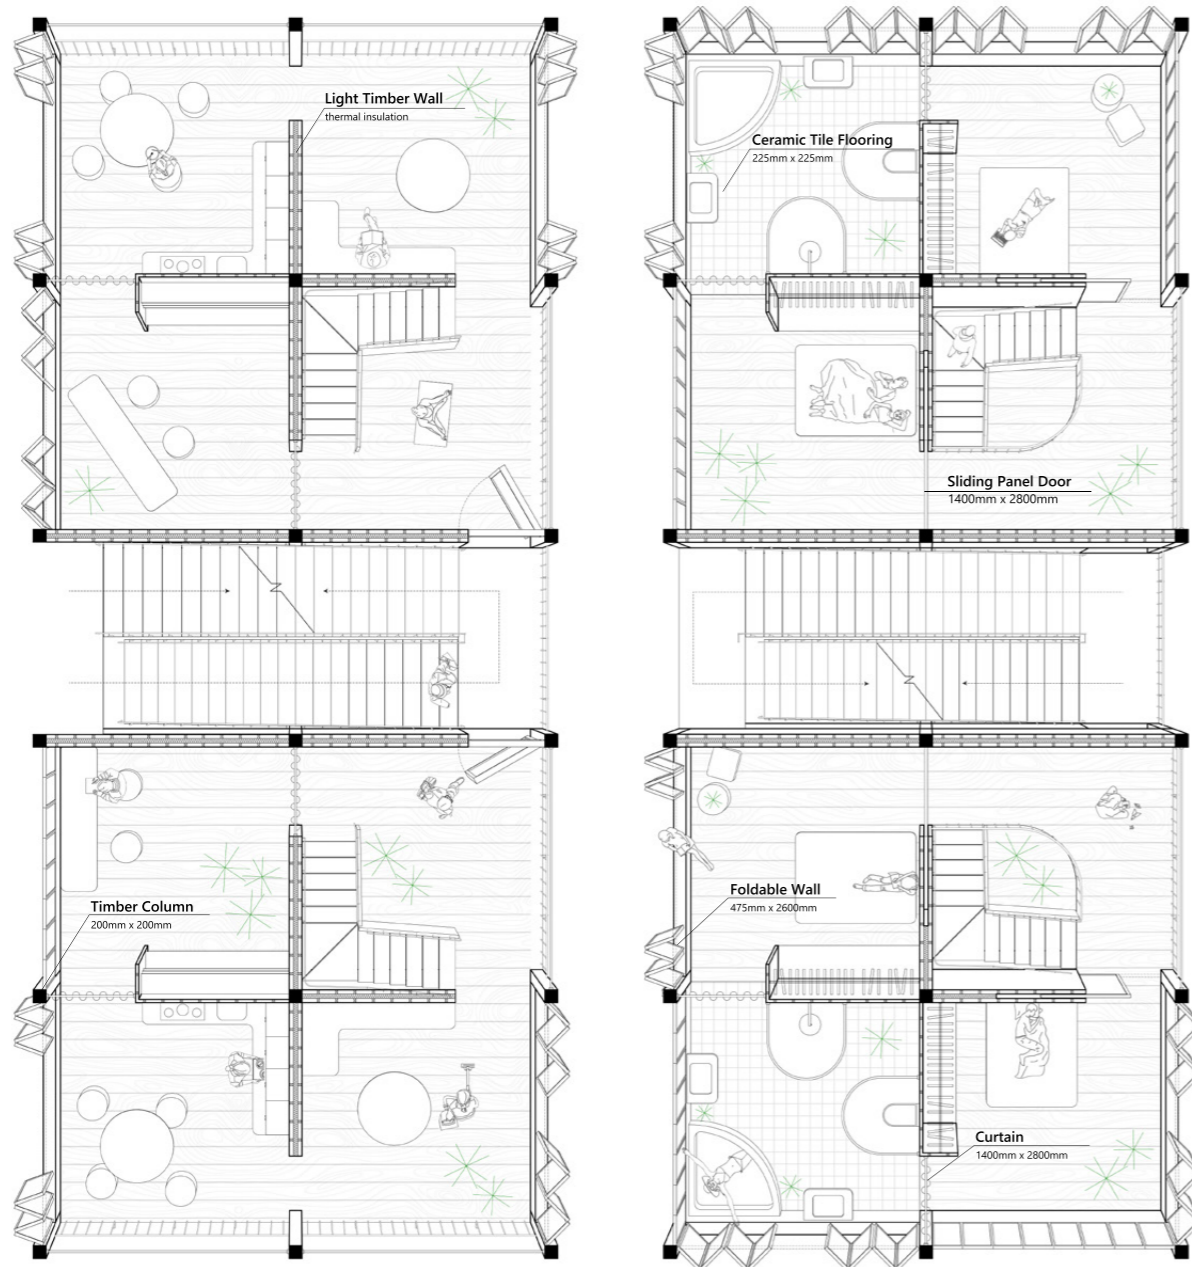 Light Timber Wall
thermal insulation
Ceramic Tile Flooring
225mm x 225mm
Sliding Panel Door
1400mm x 2800mm
Timber Column
200mm x 200mm
Foldable Wall
475mm x 2600mm
Curtain
1400mm x 2800mm